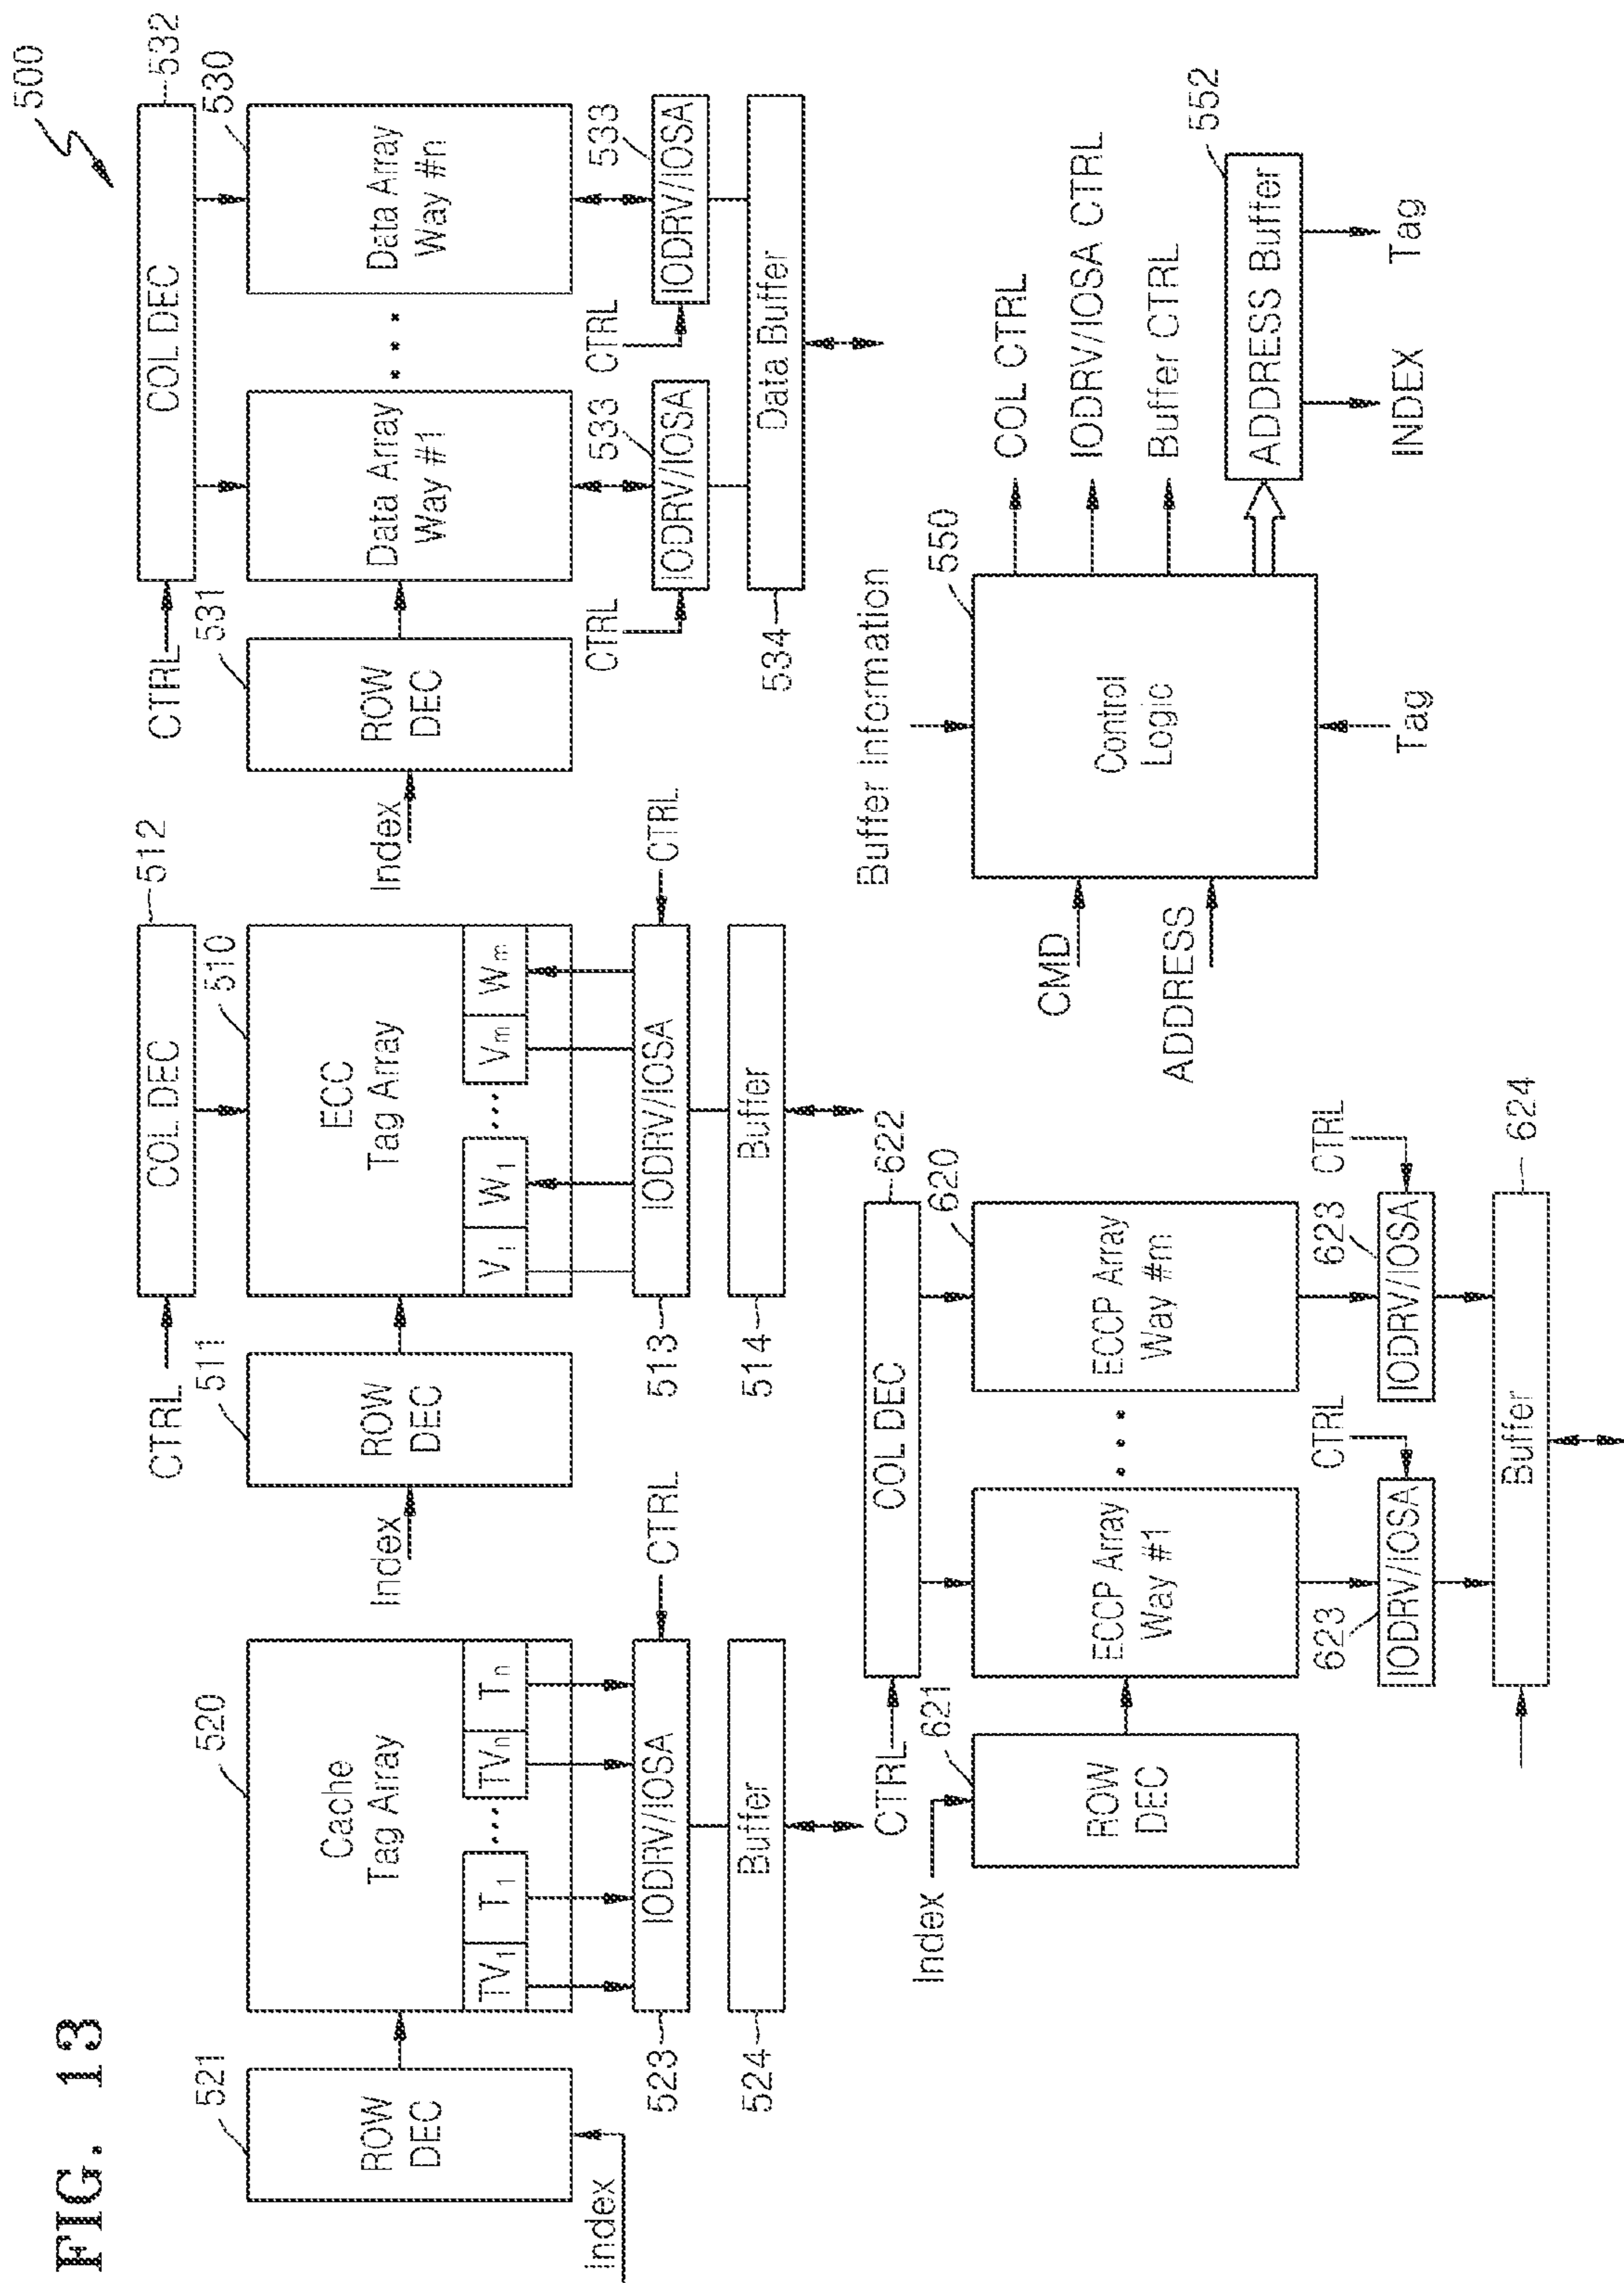 FIG. 13
500
521
ROW
DEC
Index
520
Cache
Tag Array
TV1
T1
....
TVn
Tn
CTRL
523
IODRV/IOSA
524
Buffer
CTRL
COL DEC
512
511
ROW
DEC
Index
510
ECC
Tag Array
V1
W1
....
Vm
Wm
CTRL
513
IODRV/IOSA
514
Buffer
CTRL
COL DEC
532
531
ROW
DEC
Index
530
Data Array
Way #1
Data Array
Way #n
CTRL
533
IODRV/IOSA
CTRL
533
IODRV/IOSA
534
Data Buffer
CTRL
COL DEC
622
621
Index
ROW
DEC
620
ECCP Array
Way #1
ECCP Array
Way #m
623
IODRV/IOSA
CTRL
623
IODRV/IOSA
CTRL
Buffer
624
Buffer Information
550
CMD
ADDRESS
Control
Logic
Tag
COL CTRL
IODRV/IOSA CTRL
Buffer CTRL
552
ADDRESS Buffer
INDEX
Tag